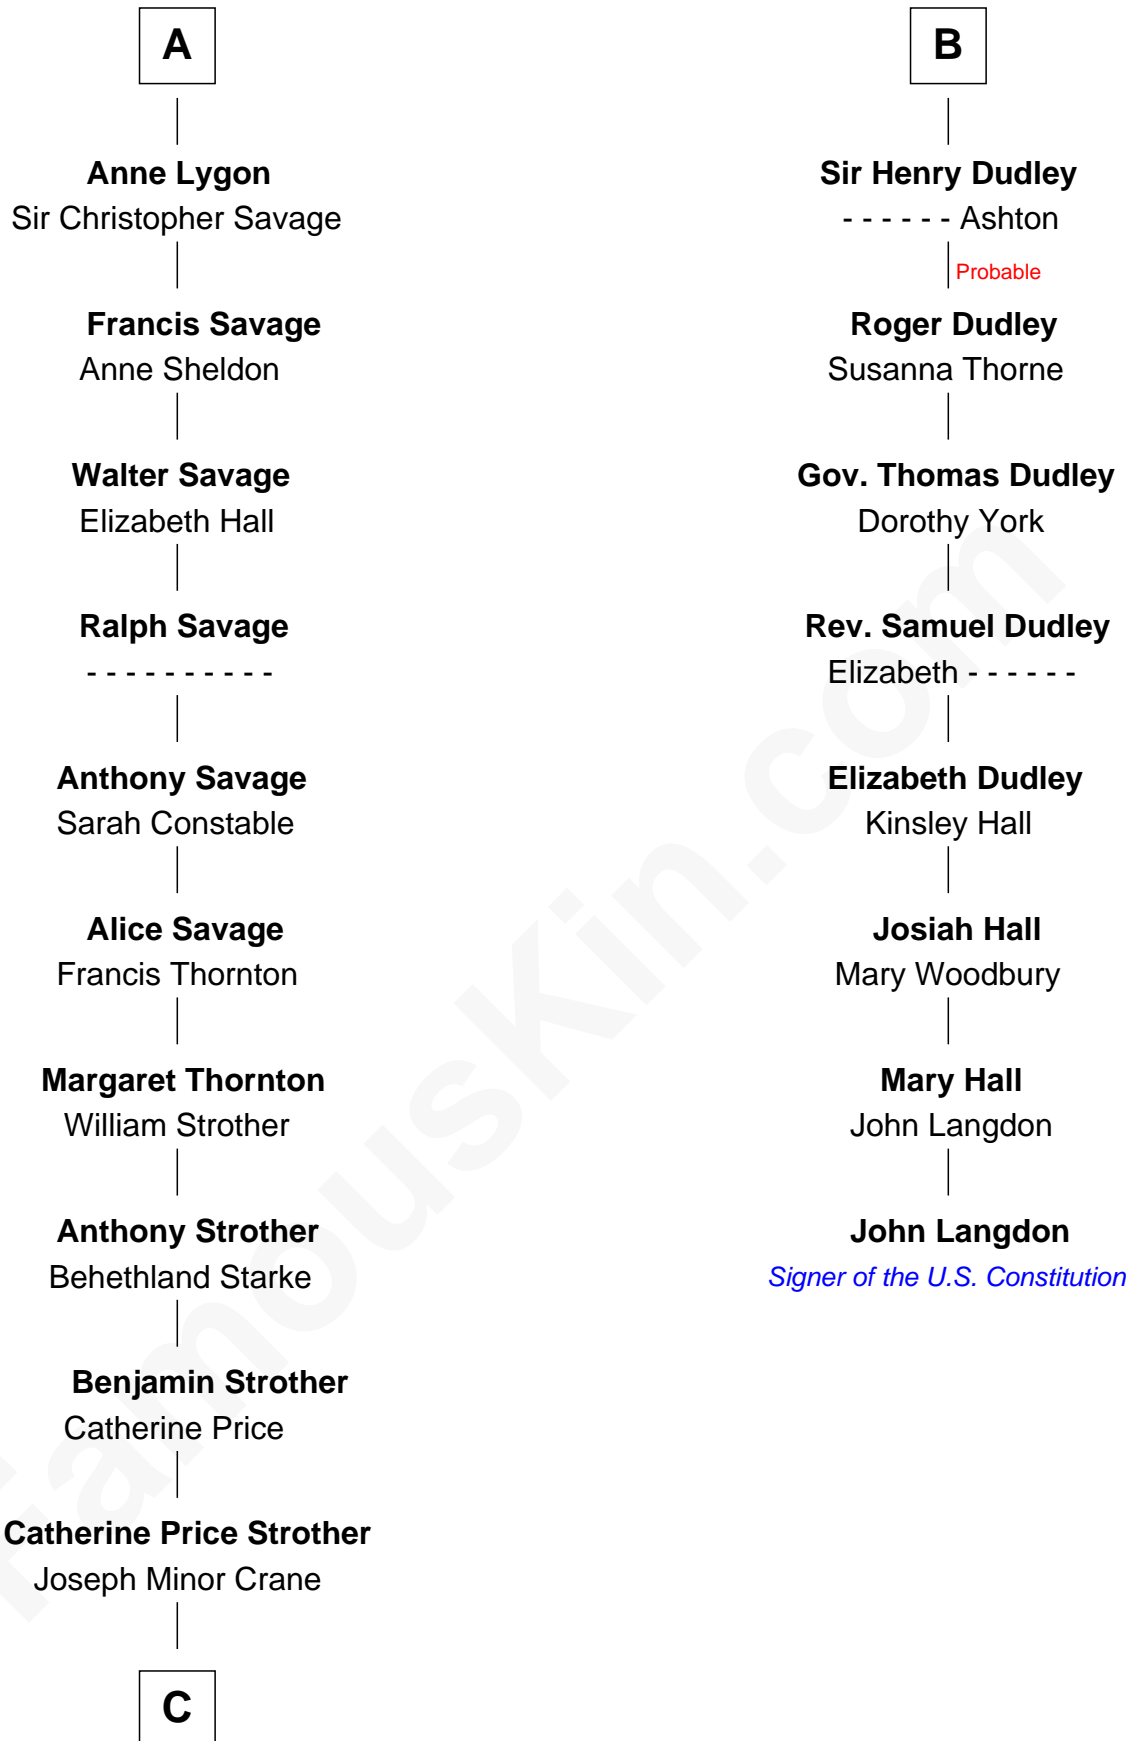 A
Anne Lygon
Sir Christopher Savage
Francis Savage
Anne Sheldon
Walter Savage
Elizabeth Hall
Ralph Savage
- - - - - - - - - -
Anthony Savage
Sarah Constable
Alice Savage
Francis Thornton
Margaret Thornton
William Strother
Anthony Strother
Behethland Starke
Benjamin Strother
Catherine Price
Catherine Price Strother
Joseph Minor Crane
C
B
Sir Henry Dudley
- - - - - - Ashton
Probable
Roger Dudley
Susanna Thorne
Gov. Thomas Dudley
Dorothy York
Rev. Samuel Dudley
Elizabeth - - - - - -
Elizabeth Dudley
Kinsley Hall
Josiah Hall
Mary Woodbury
Mary Hall
John Langdon
John Langdon
Signer of the U.S. Constitution
FamousKin.com